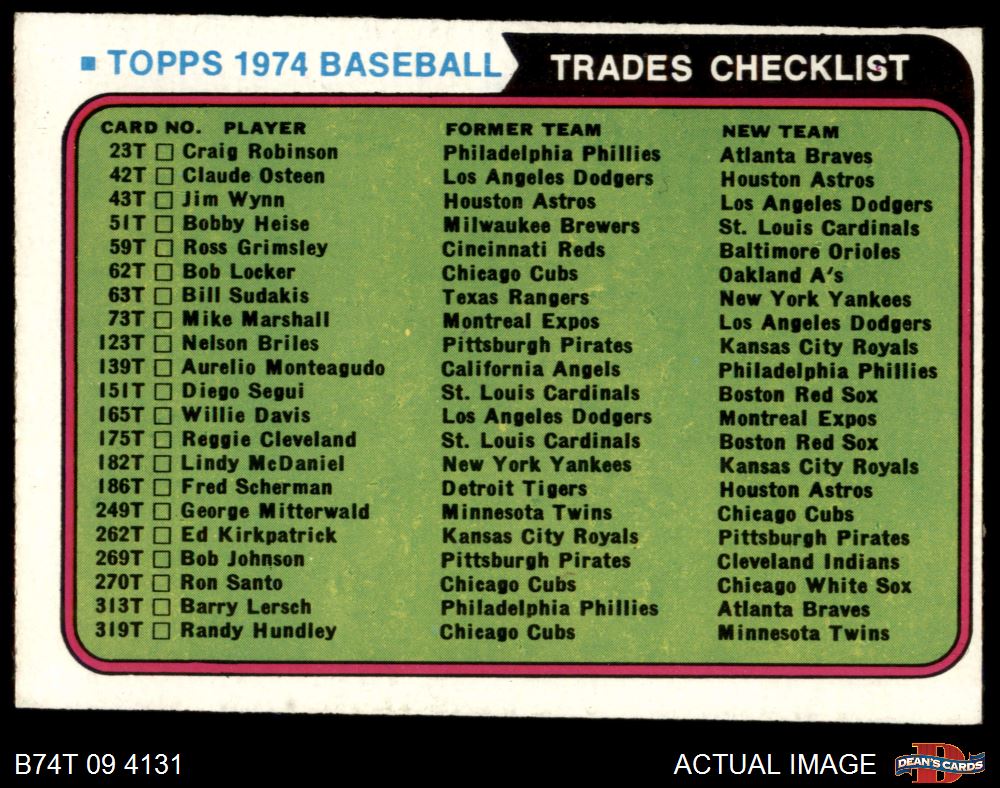 TOPPS 1974 BASEBALL TRADES CHECKLIST
CARD NO. PLAYER FORMER TEAM NEW TEAM
23T Craig Robinson Philadelphia Phillies Atlanta Braves
42T Claude Osteen Los Angeles Dodgers Houston Astros
43T Jim Wynn Houston Astros Los Angeles Dodgers
51T Bobby Heise Milwaukee Brewers St. Louis Cardinals
59T Ross Grimsley Cincinnati Reds Baltimore Orioles
62T Bob Locker Chicago Cubs Oakland A's
63T Bill Sudakis Texas Rangers New York Yankees
73T Mike Marshall Montreal Expos Los Angeles Dodgers
123T Nelson Briles Pittsburgh Pirates Kansas City Royals
139T Aurelio Monteagudo California Angels Philadelphia Phillies
151T Diego Segui St. Louis Cardinals Boston Red Sox
165T Willie Davis Los Angeles Dodgers Montreal Expos
175T Reggie Cleveland St. Louis Cardinals Boston Red Sox
182T Lindy McDaniel New York Yankees Kansas City Royals
186T Fred Scherman Detroit Tigers Houston Astros
249T George Mitterwald Minnesota Twins Chicago Cubs
262T Ed Kirkpatrick Kansas City Royals Pittsburgh Pirates
269T Bob Johnson Pittsburgh Pirates Cleveland Indians
270T Ron Santo Chicago Cubs Chicago White Sox
313T Barry Lersch Philadelphia Phillies Atlanta Braves
319T Randy Hundley Chicago Cubs Minnesota Twins
B74T 09 4131 ACTUAL IMAGE D DEAN'S CARDS